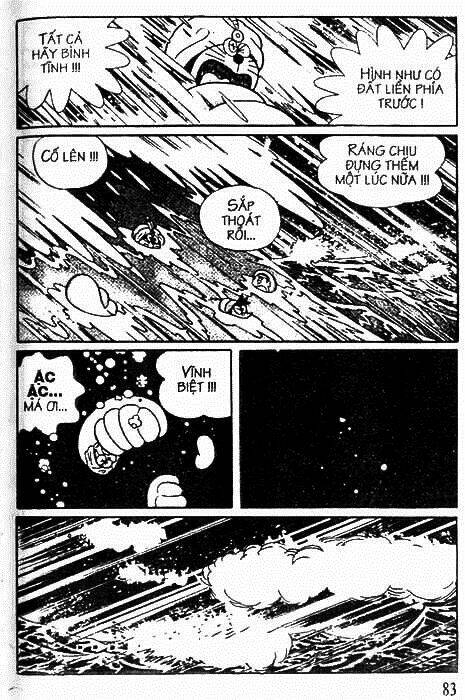 TẤT CẢ
HÃY BÌNH
TĨNH !!!
HÌNH NHƯ CÓ
ĐẤT LIỀN PHÍA
TRƯỚC !
CỐ LÊN !!!
RÁNG CHỊU
ĐỰNG THÊM
MỘT LÚC NỮA !!!
SẮP
THOÁT
RỒI...
ẶC
ẶC...
MÁ ƠI...
VĨNH
BIỆT !!!
83